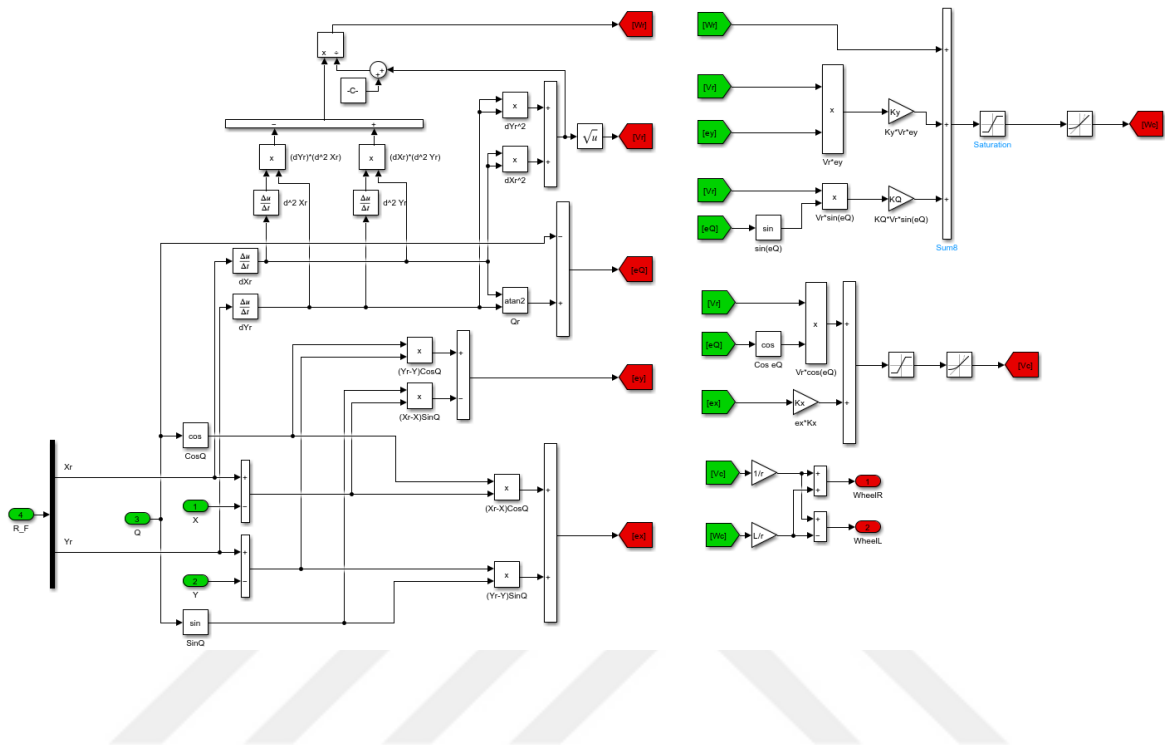 [Wr]
x ÷
+
+
-C-
− +
x
(dYr)*(d^2 Xr)
x
(dXr)*(d^2 Yr)
Δu
Δt
d^2 Xr
Δu
Δt
d^2 Yr
x
dYr^2
+
x
dXr^2
+
√u
[Vr]
Δu
Δt
dXr
Δu
Δt
dYr
atan2
Qr
−
+
[eQ]
x
(Yr-Y)CosQ
+
x
(Xr-X)SinQ
−
[ey]
cos
CosQ
Xr
Yr
4
R_F
3
Q
1
X
+
−
2
Y
+
−
sin
SinQ
x
(Xr-X)CosQ
+
x
(Yr-Y)SinQ
+
[ex]
[Wr]
+
[Vr]
[ey]
x
Vr*ey
Ky
Ky*Vr*ey
+
[Vr]
[eQ]
sin
sin(eQ)
x
Vr*sin(eQ)
KQ
KQ*Vr*sin(eQ)
+
Sum8
Saturation
[Wc]
[Vr]
[eQ]
cos
Cos eQ
x
Vr*cos(eQ)
+
[ex]
Kx
ex*Kx
+
[Vc]
[Vc]
1/r
+
+
1
WheelR
[Wc]
L/r
+
−
2
WheelL